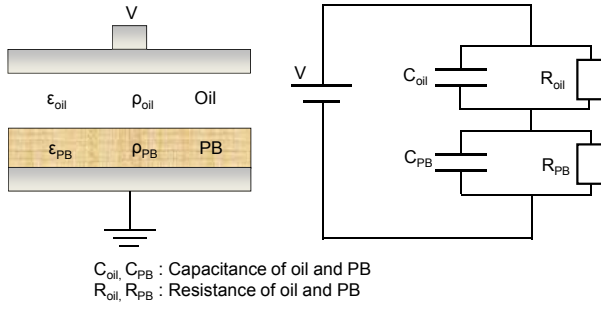 V
ε_oil ρ_oil Oil
ε_PB ρ_PB PB
V
C_oil R_oil
C_PB R_PB
C_oil, C_PB : Capacitance of oil and PB
R_oil, R_PB : Resistance of oil and PB